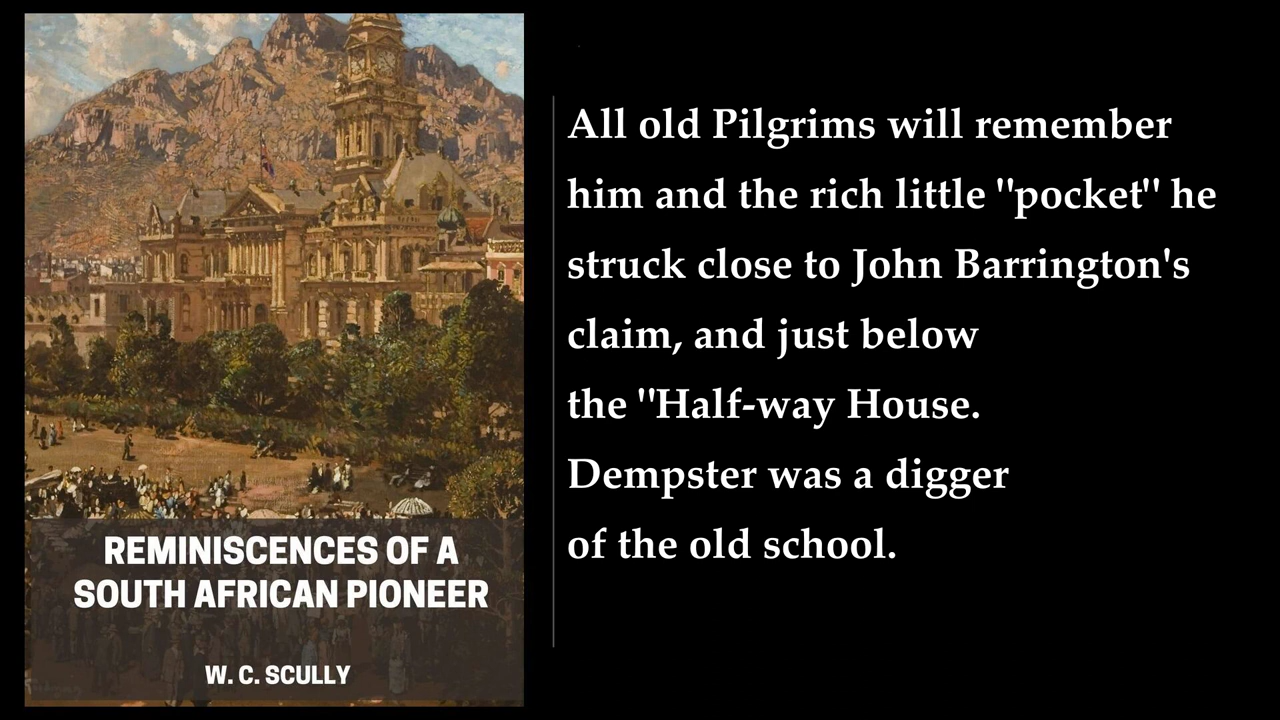 REMINISCENCES OF A
SOUTH AFRICAN PIONEER
W. C. SCULLY
All old Pilgrims will remember
him and the rich little "pocket" he
struck close to John Barrington's
claim, and just below
the "Half-way House.
Dempster was a digger
of the old school.